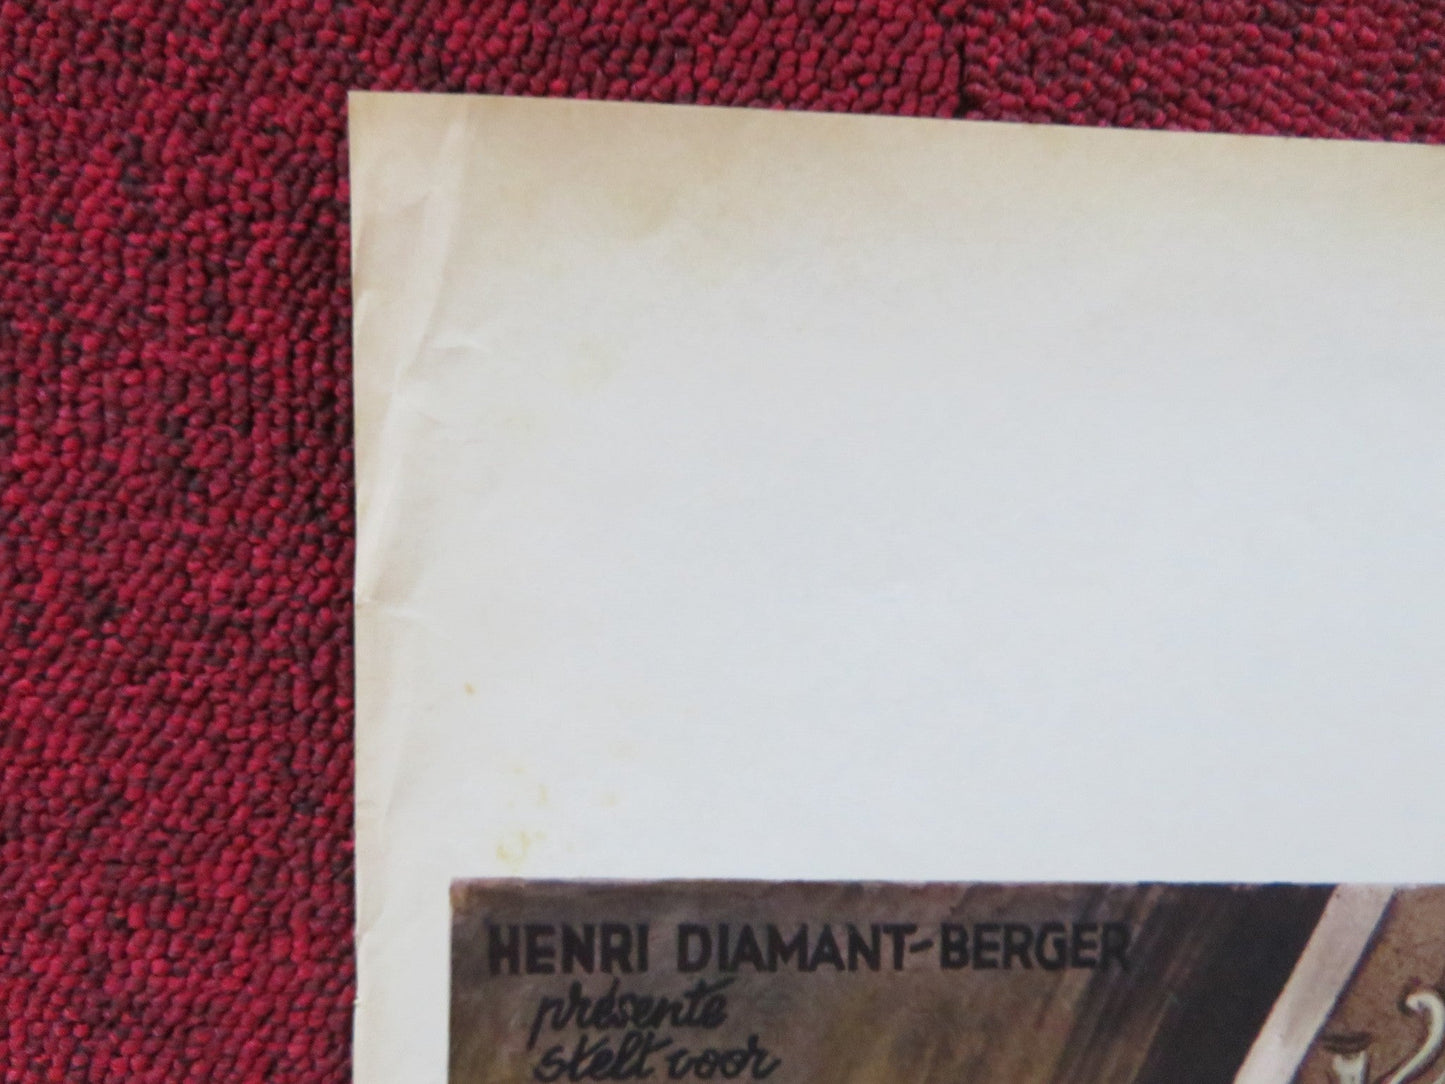 HENRI DIAMANT-BERGER
présente
stelt voor